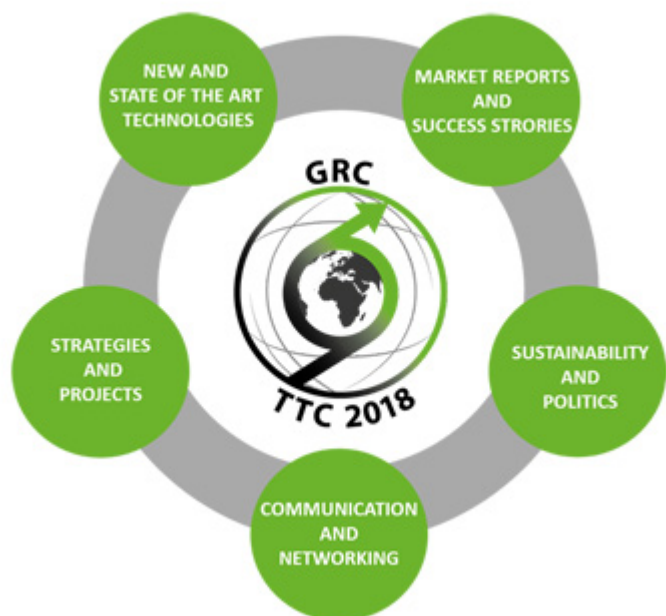 NEW AND
STATE OF THE ART
TECHNOLOGIES
MARKET REPORTS
AND
SUCCESS STRORIES
GRC
TTC 2018
STRATEGIES
AND
PROJECTS
SUSTAINABILITY
AND
POLITICS
COMMUNICATION
AND
NETWORKING